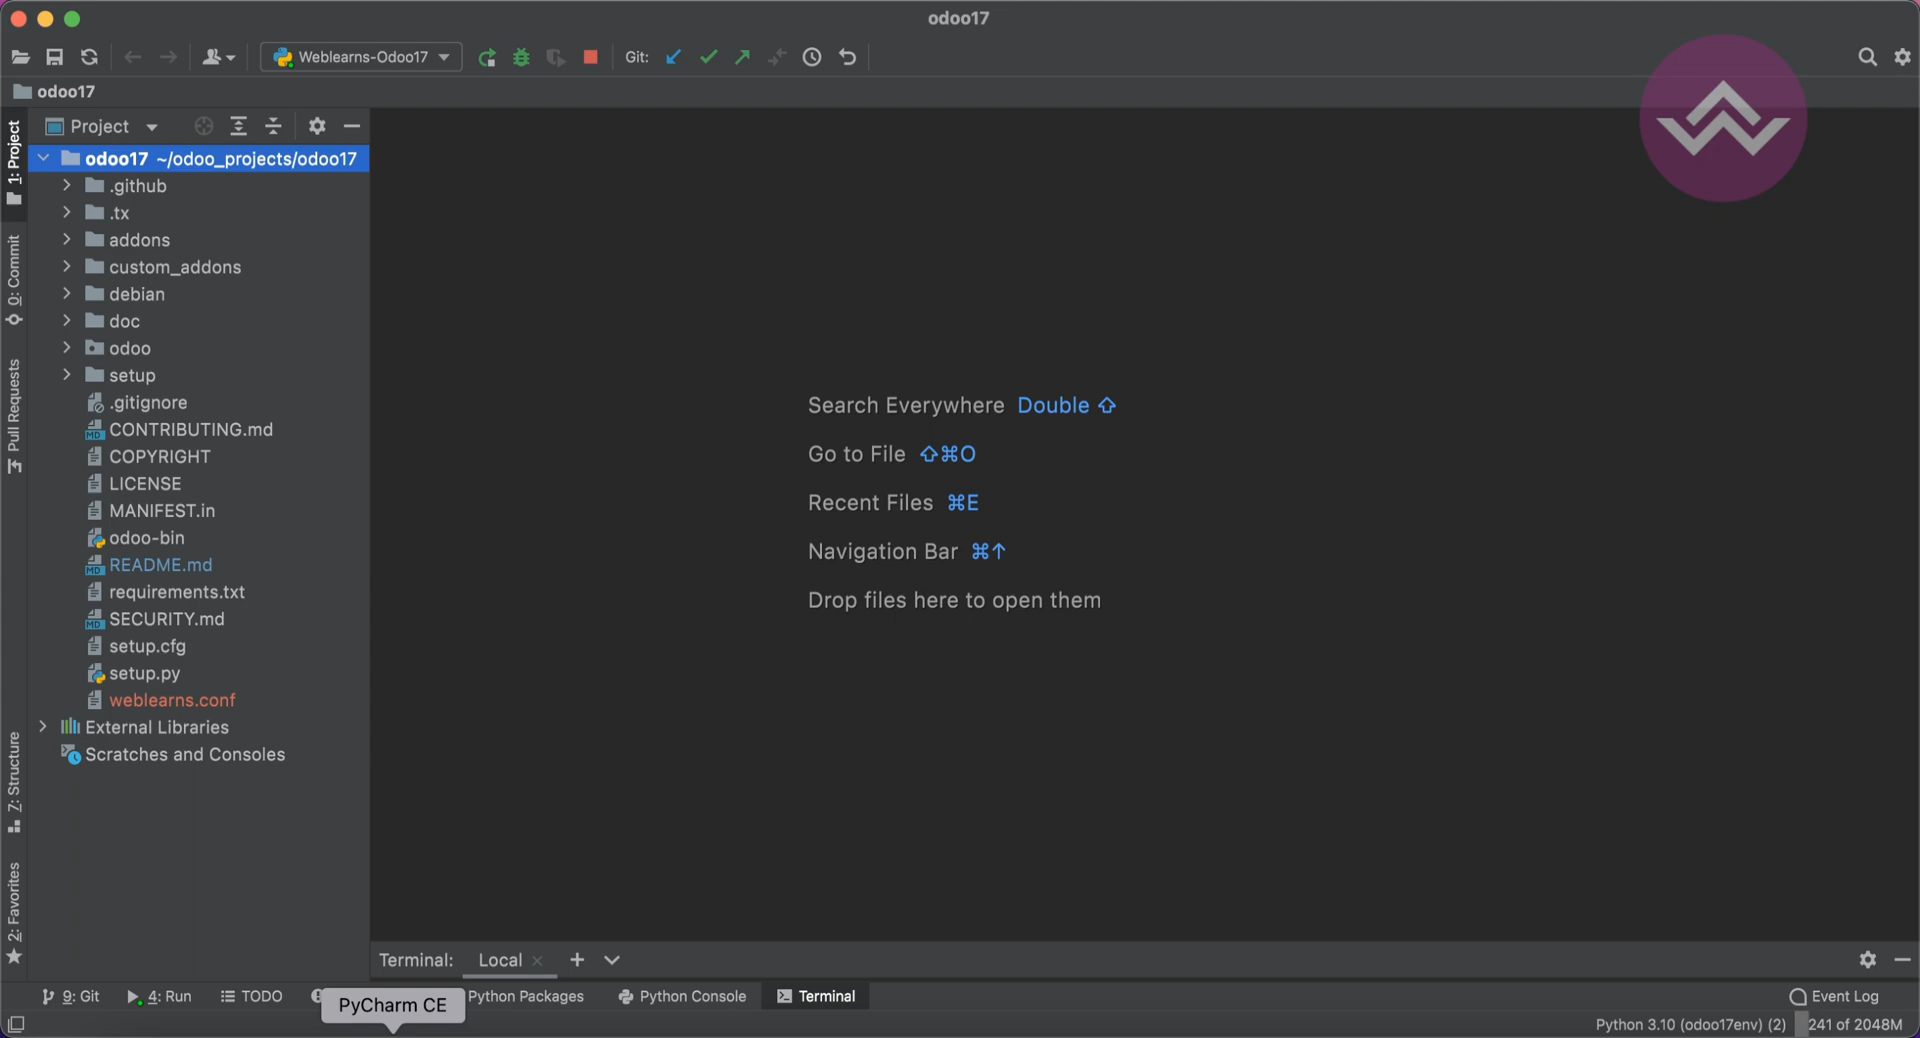 odoo17
Weblearns-Odoo17
Git:
odoo17
Project
1: Project
0: Commit
Pull Requests
7: Structure
2: Favorites
odoo17 ~/odoo_projects/odoo17
.github
.tx
addons
custom_addons
debian
doc
odoo
setup
.gitignore
CONTRIBUTING.md
COPYRIGHT
LICENSE
MANIFEST.in
odoo-bin
README.md
requirements.txt
SECURITY.md
setup.cfg
setup.py
weblearns.conf
External Libraries
Scratches and Consoles
Search Everywhere Double ⇧
Go to File ⇧⌘O
Recent Files ⌘E
Navigation Bar ⌘↑
Drop files here to open them
Terminal: Local
9: Git
4: Run
TODO
PyCharm CE
Python Packages
Python Console
Terminal
Event Log
Python 3.10 (odoo17env) (2)
241 of 2048M